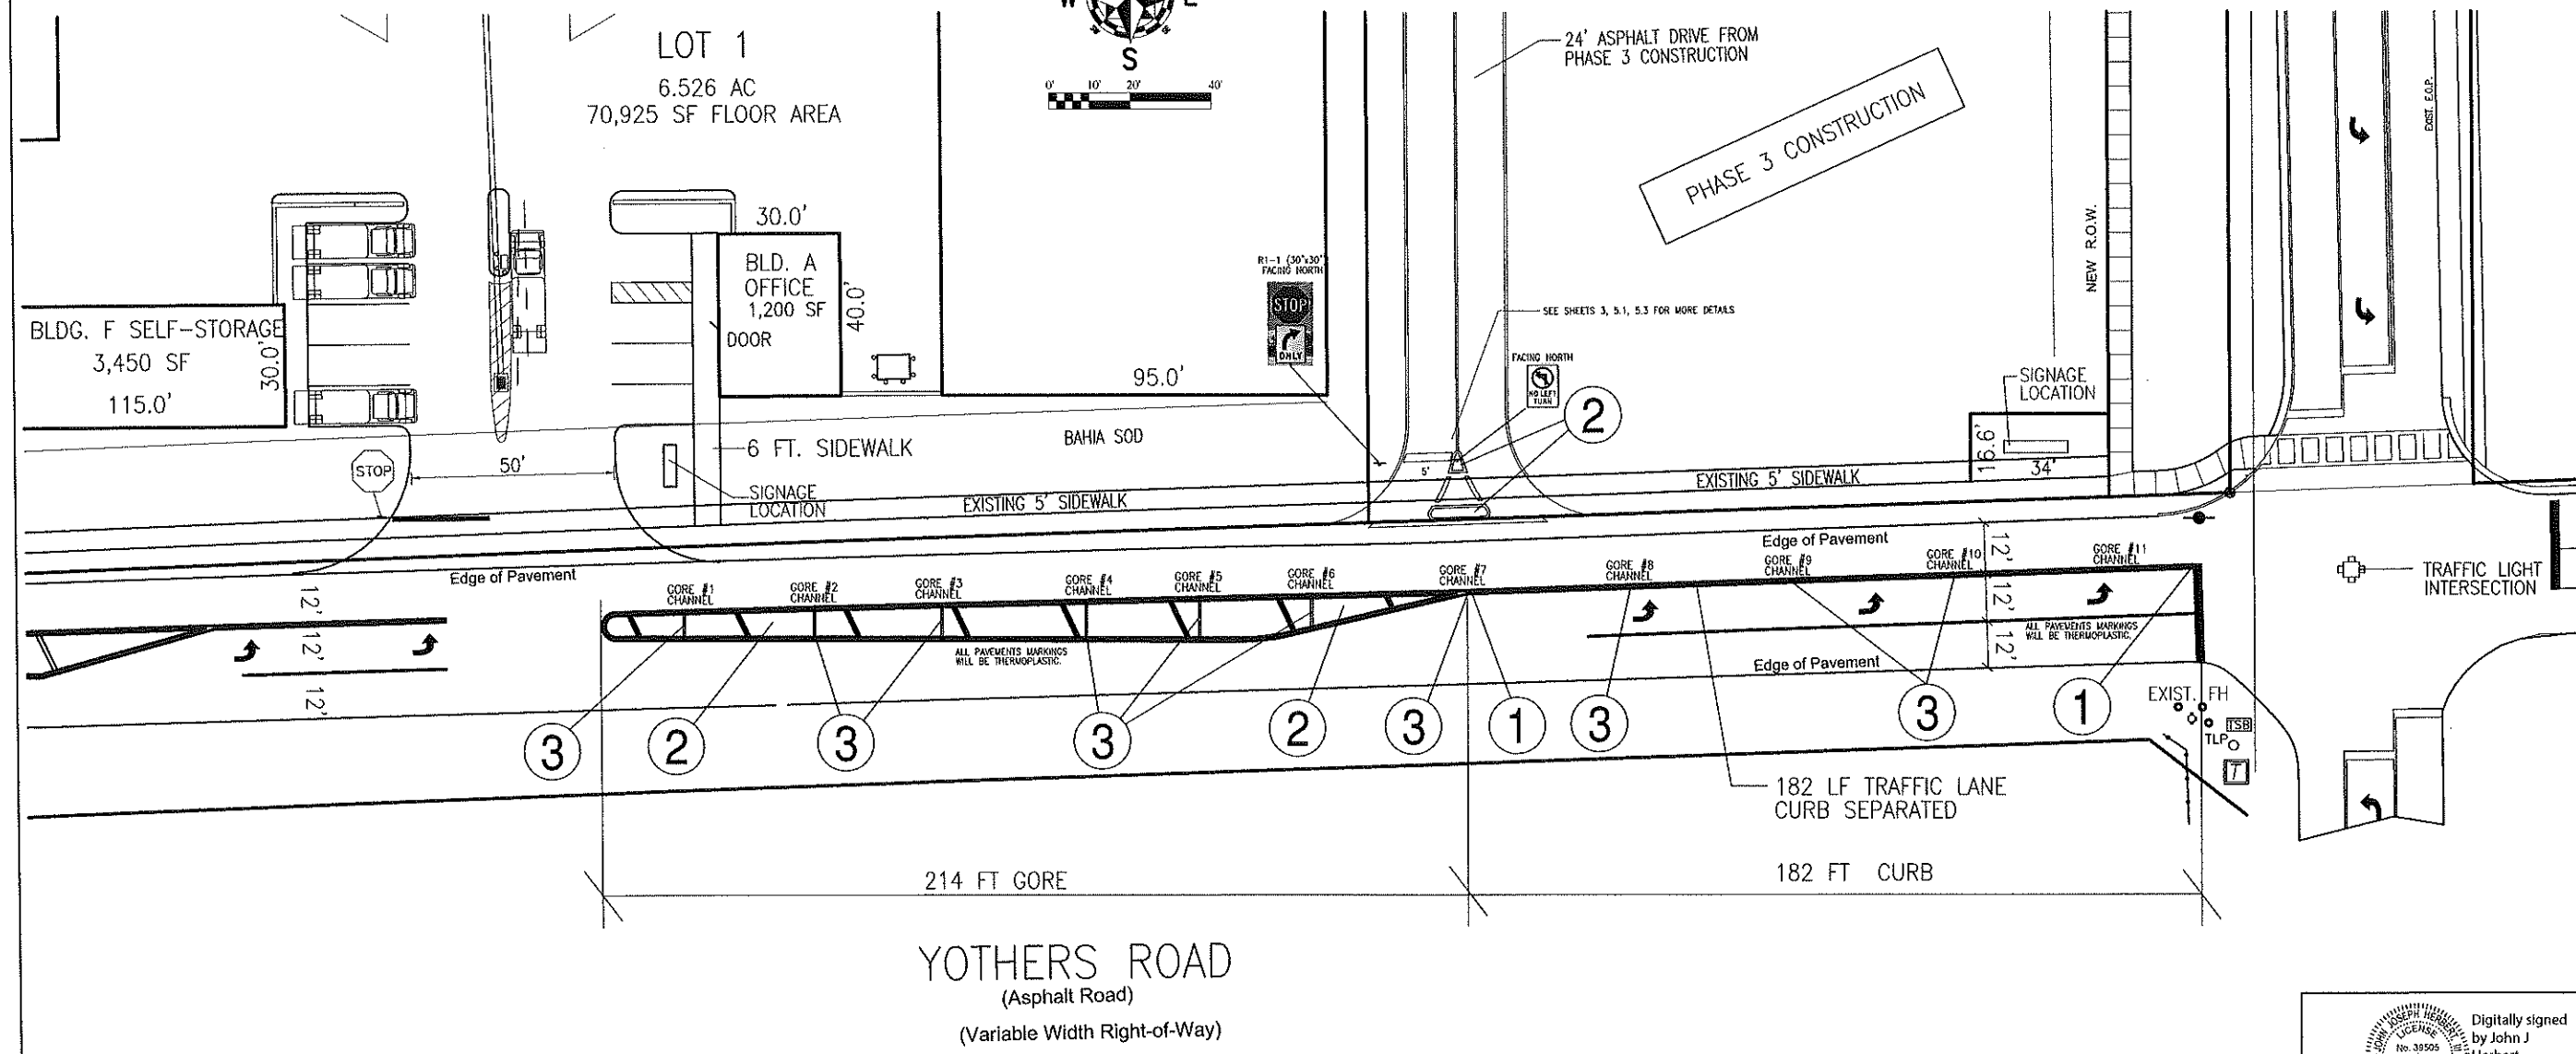 W
E
S
0' 10' 20' 40'
LOT 1
6.526 AC
70,925 SF FLOOR AREA
24' ASPHALT DRIVE FROM
PHASE 3 CONSTRUCTION
PHASE 3 CONSTRUCTION
EXIST. E.O.P.
NEW R.O.W.
30.0'
BLD. A
OFFICE
1,200 SF
40.0'
DOOR
BLDG. F SELF-STORAGE
3,450 SF
115.0'
30.0'
95.0'
R1-1 (30"x30"
FACING NORTH
STOP
ONLY
SEE SHEETS 3, 5.1, 5.3 FOR MORE DETAILS
FACING NORTH
NO LEFT
TURN
2
SIGNAGE
LOCATION
16.6'
34'
STOP
50'
6 FT. SIDEWALK
BAHIA SOD
SIGNAGE
LOCATION
5'
EXISTING 5' SIDEWALK
EXISTING 5' SIDEWALK
Edge of Pavement
Edge of Pavement
12'
12'
12'
GORE #1
CHANNEL
GORE #2
CHANNEL
GORE #3
CHANNEL
GORE #4
CHANNEL
GORE #5
CHANNEL
GORE #6
CHANNEL
GORE #7
CHANNEL
GORE #8
CHANNEL
GORE #9
CHANNEL
GORE #10
CHANNEL
GORE #11
CHANNEL
12'
12'
12'
TRAFFIC LIGHT
INTERSECTION
ALL PAVEMENTS MARKINGS
WILL BE THERMOPLASTIC.
ALL PAVEMENTS MARKINGS
WILL BE THERMOPLASTIC.
Edge of Pavement
3
2
3
3
2
3
1
3
3
1
EXIST. FH
TSB
TLP
T
182 LF TRAFFIC LANE
CURB SEPARATED
214 FT GORE
182 FT CURB
YOTHERS ROAD
(Asphalt Road)
(Variable Width Right-of-Way)
JOHN JOSEPH HERBERT, III
LICENSE
No. 39505
Digitally signed
by John J
Herbert